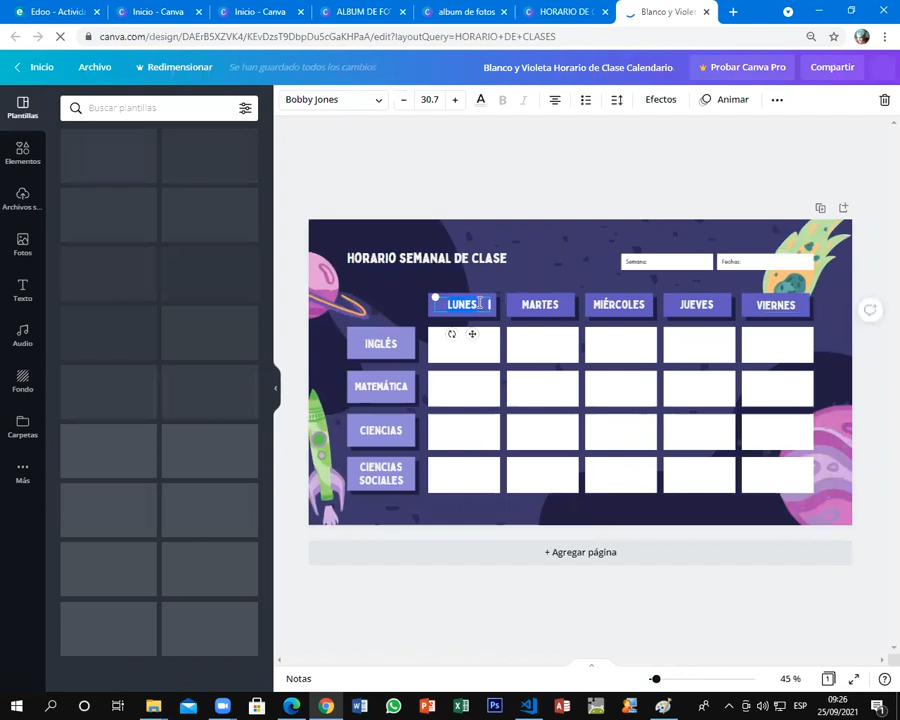 Edoo - Activid
Inicio - Canva
Inicio - Canva
ALBUM DE FO
album de fotos
HORARIO DE C
Blanco y Viole
canva.com/design/DAErB5XZVK4/KEvDzsT9DbpDu5cGaKHPaA/edit?layoutQuery=HORARIO+DE+CLASES
Inicio
Archivo
Redimensionar
Se han guardado todos los cambios
Blanco y Violeta Horario de Clase Calendario
Probar Canva Pro
Compartir
Plantillas
Buscar plantillas
Bobby Jones
30.7
A
B
I
Efectos
Animar
Elementos
Archivos s...
Fotos
Texto
Audio
Fondo
Carpetas
Más
HORARIO SEMANAL DE CLASE
Semana:
Fechas:
LUNES
MARTES
MIÉRCOLES
JUEVES
VIERNES
INGLÉS
MATEMÁTICA
CIENCIAS
CIENCIAS
SOCIALES
+ Agregar página
Notas
45 %
1
ESP
09:26
25/09/2021